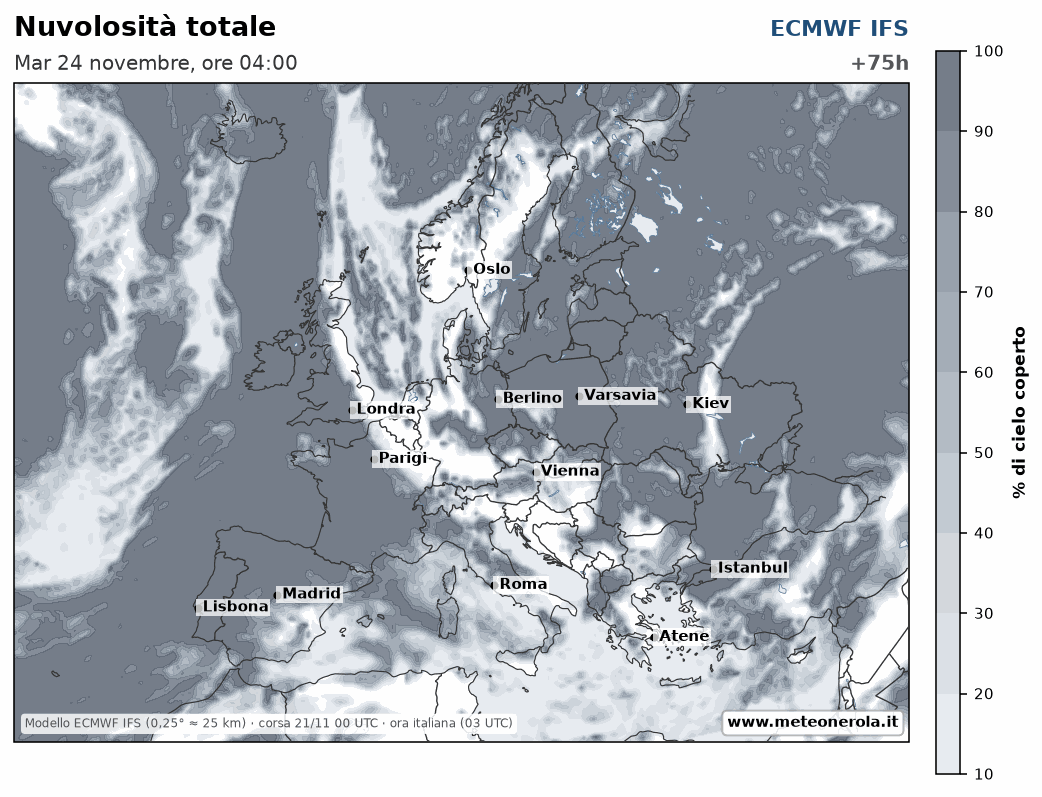 Nuvolosità totale
ECMWF IFS
Mar 24 novembre, ore 04:00
+75h
100
90
80
70
60
50
40
30
20
10
% di cielo coperto
Oslo
Londra
Berlino
Varsavia
Kiev
Parigi
Vienna
Istanbul
Roma
Madrid
Lisbona
Atene
Modello ECMWF IFS (0,25° ≈ 25 km) · corsa 21/11 00 UTC · ora italiana (03 UTC)
www.meteonerola.it